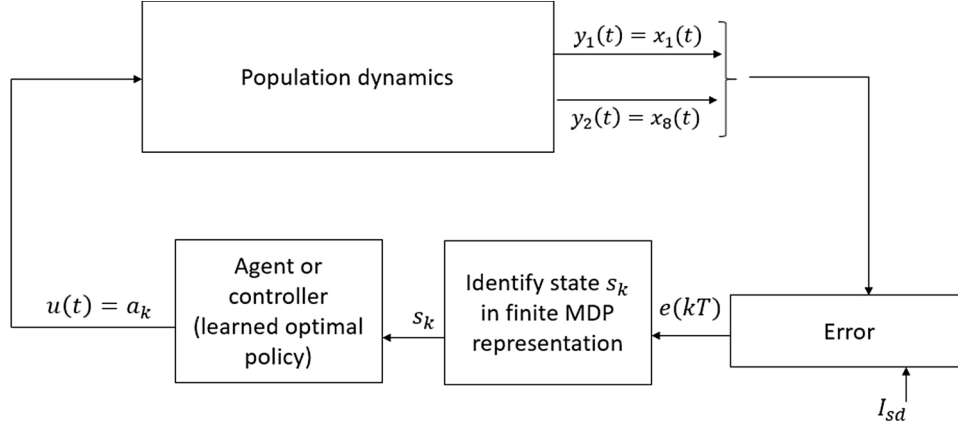 Population dynamics
y₁(t) = x₁(t)
y₂(t) = x₈(t)
u(t) = aₖ
Agent or
controller
(learned optimal
policy)
sₖ
Identify state sₖ
in finite MDP
representation
e(kT)
Error
I_sd